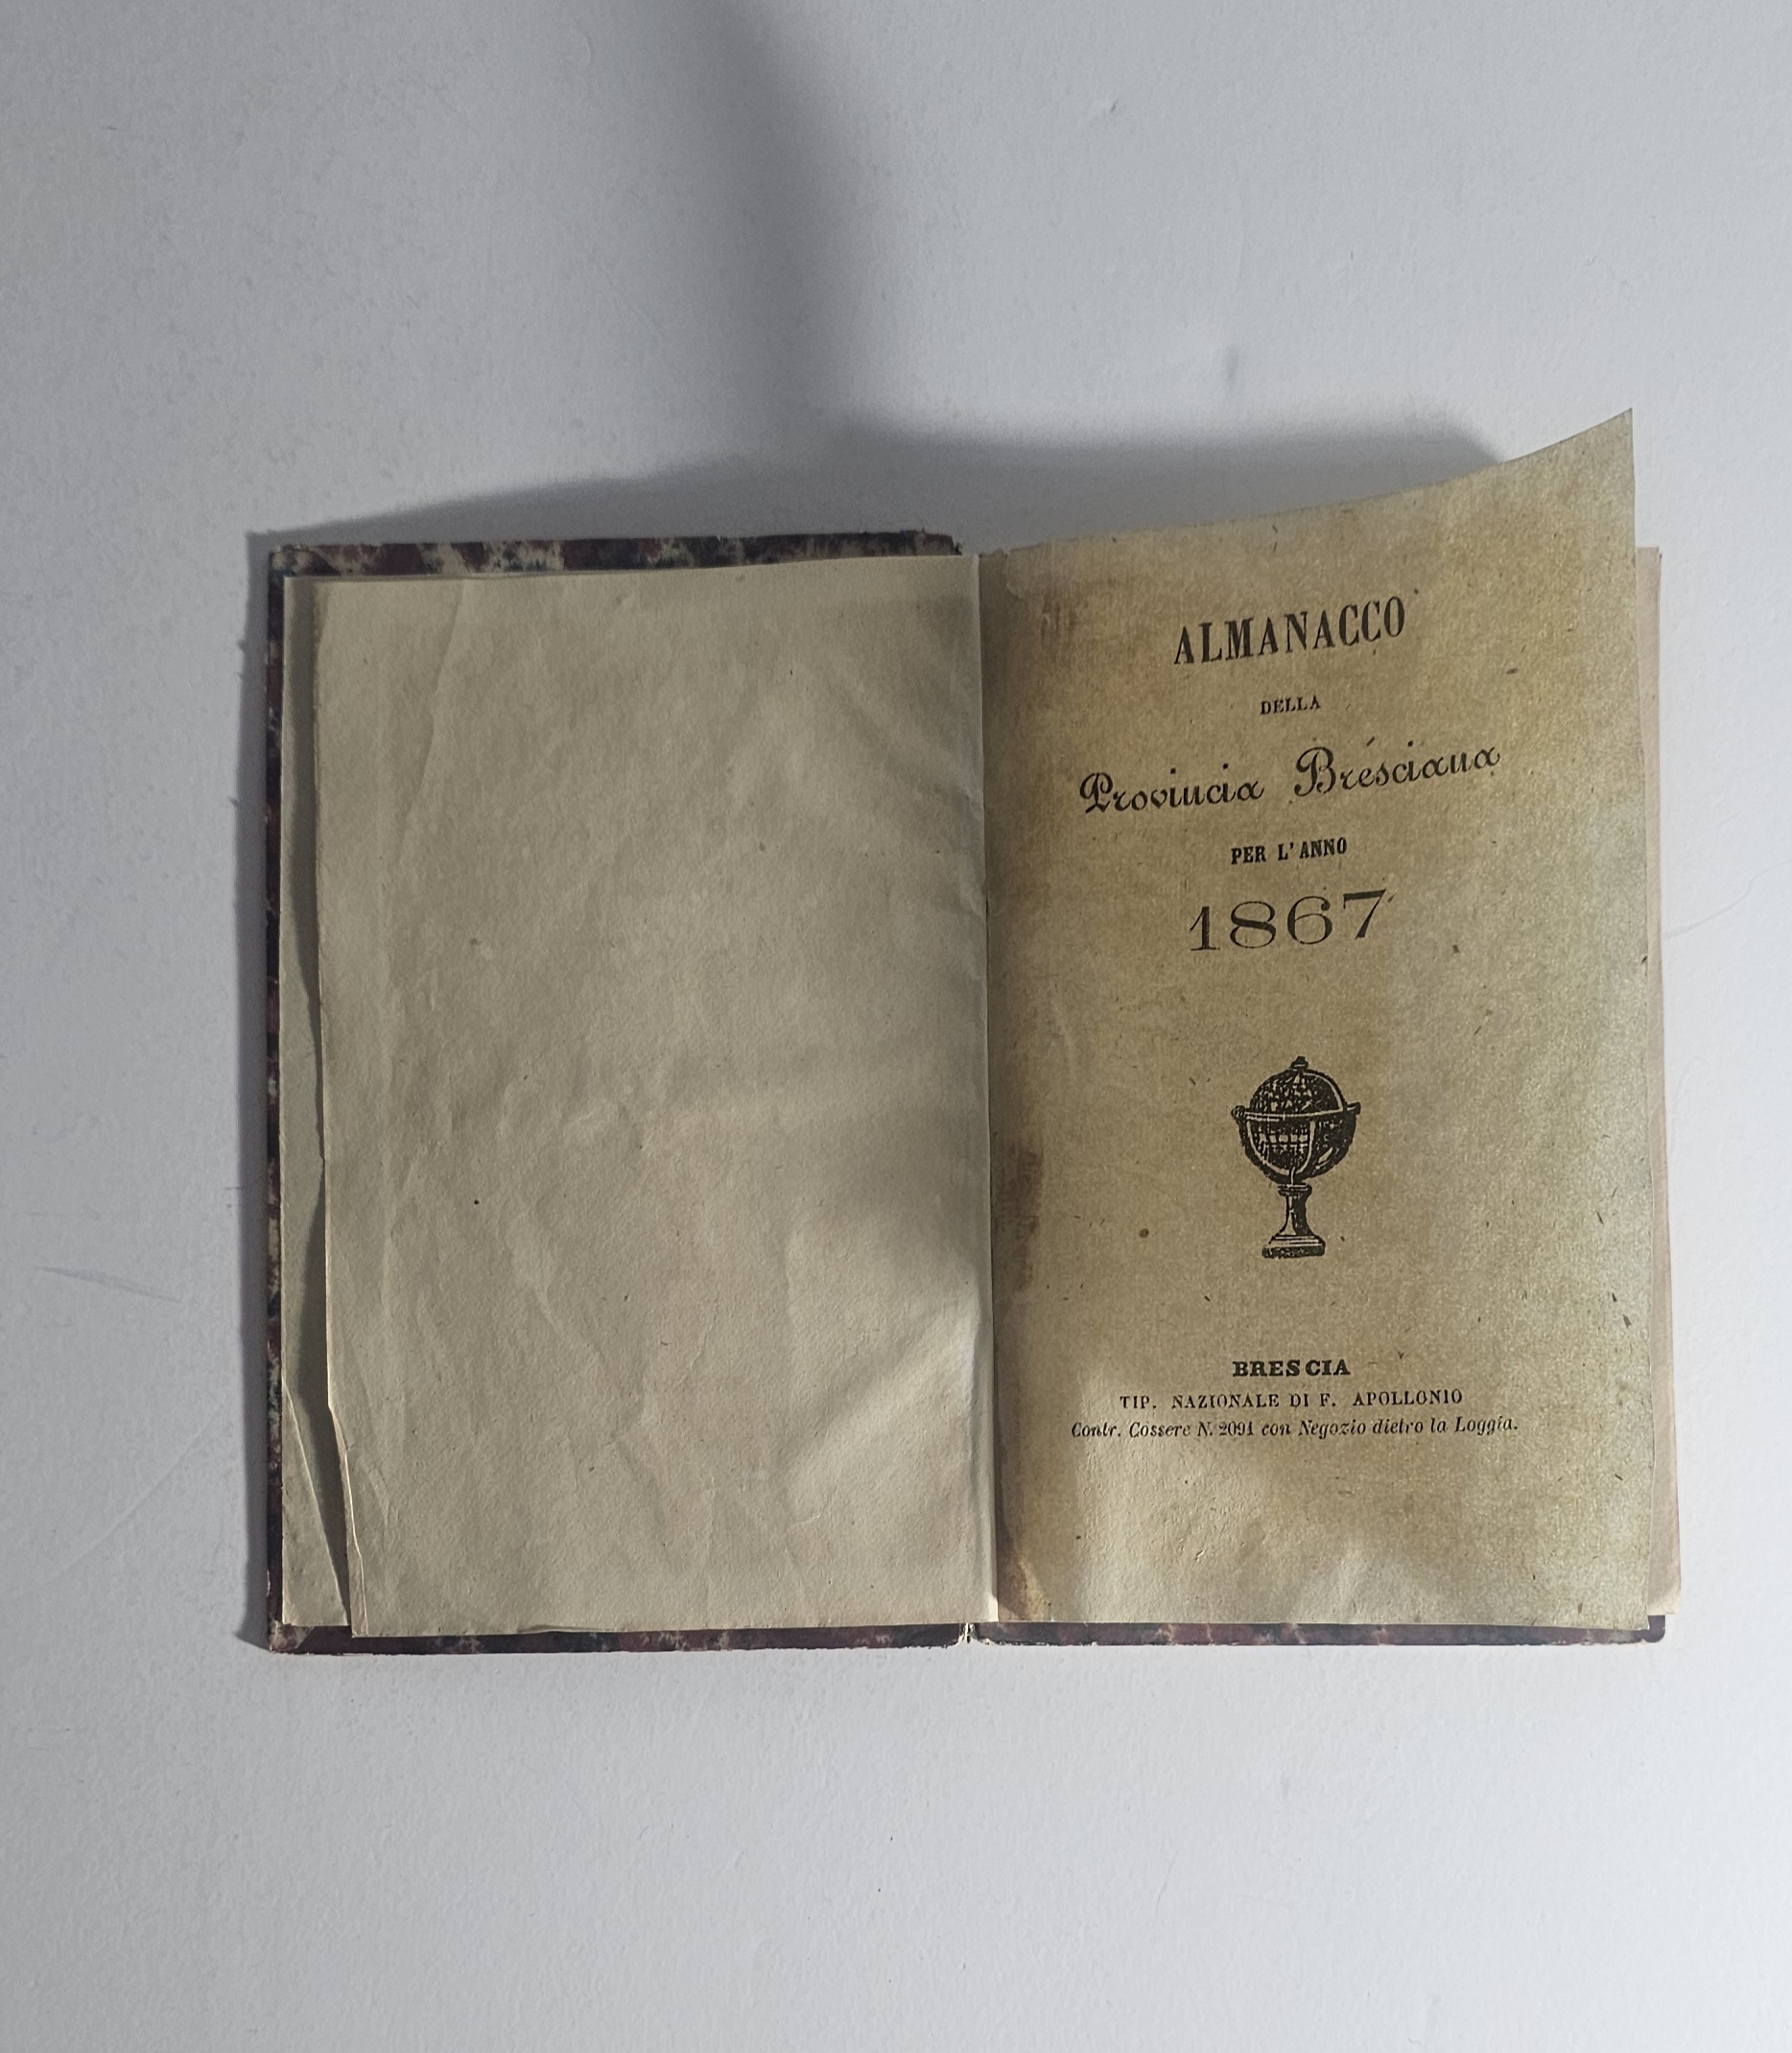 ALMANACCO
DELLA
Provincia Bresciana
PER L'ANNO
1867
BRESCIA
TIP. NAZIONALE DI F. APOLLONIO
Contr. Cossere N. 2091 con Negozio dietro la Loggia.